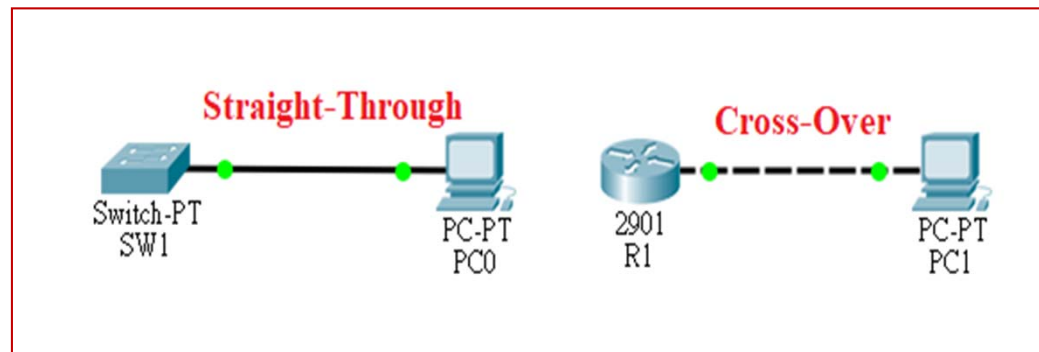 Straight-Through
Switch-PT
SW1
PC-PT
PC0
Cross-Over
2901
R1
PC-PT
PC1